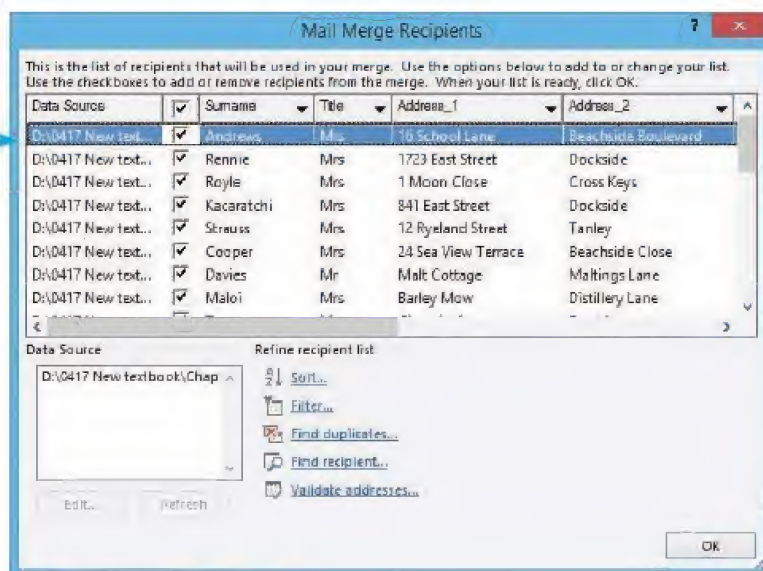 Mail Merge Recipients
?
This is the list of recipients that will be used in your merge. Use the options below to add to or change your list.
Use the checkboxes to add or remove recipients from the merge. When your list is ready, click OK.
Data Source Surname Title Address_1 Address_2
D:\0417 New text... Andrews Mrs 16 School Lane Beachside Boulevard
D:\0417 New text... Rennie Mrs 1723 East Street Dockside
D:\0417 New text... Royle Mrs 1 Moon Close Cross Keys
D:\0417 New text... Kacaratchi Mrs 841 East Street Dockside
D:\0417 New text... Strauss Mrs 12 Ryeland Street Tanley
D:\0417 New text... Cooper Mrs 24 Sea View Terrace Beachside Close
D:\0417 New text... Davies Mr Malt Cottage Maltings Lane
D:\0417 New text... Maloi Mrs Barley Mow Distillery Lane
Data Source Refine recipient list
D:\0417 New textbook\Chap
Sort...
Filter...
Find duplicates...
Find recipient...
Validate addresses...
Edit... Refresh
OK